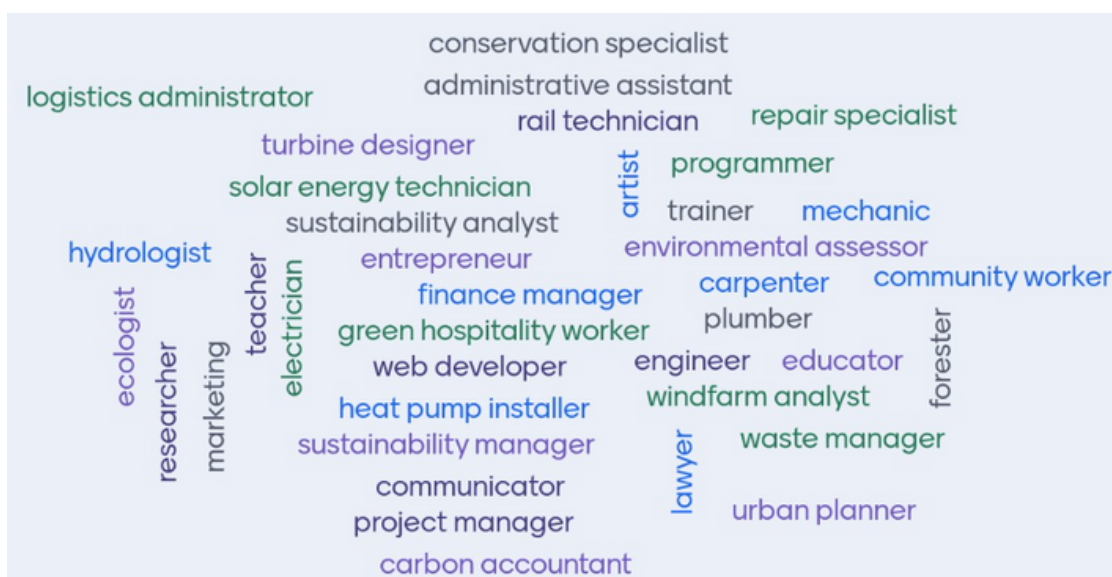 conservation specialist
administrative assistant
logistics administrator
rail technician
repair specialist
turbine designer
artist
programmer
solar energy technician
trainer
mechanic
sustainability analyst
environmental assessor
hydrologist
entrepreneur
teacher
electrician
finance manager
carpenter
community worker
ecologist
green hospitality worker
plumber
forester
researcher
marketing
web developer
engineer
educator
heat pump installer
windfarm analyst
sustainability manager
waste manager
lawyer
communicator
urban planner
project manager
carbon accountant